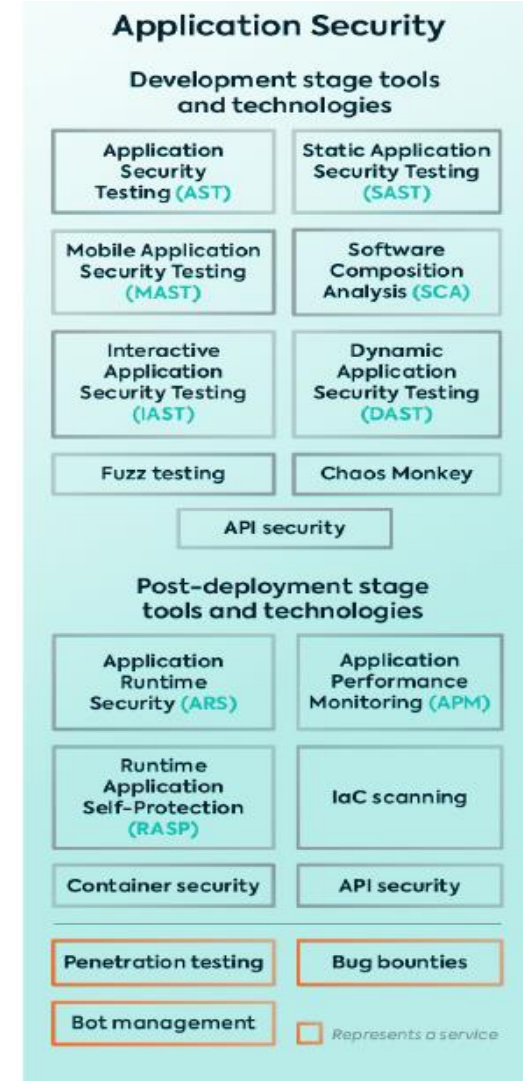 Application Security
Development stage tools
and technologies
Application
Security
Testing (AST)
Static Application
Security Testing
(SAST)
Mobile Application
Security Testing
(MAST)
Software
Composition
Analysis (SCA)
Interactive
Application
Security Testing
(IAST)
Dynamic
Application
Security Testing
(DAST)
Fuzz testing
Chaos Monkey
API security
Post-deployment stage
tools and technologies
Application
Runtime
Security (ARS)
Application
Performance
Monitoring (APM)
Runtime
Application
Self-Protection
(RASP)
IaC scanning
Container security
API security
Penetration testing
Bug bounties
Bot management
Represents a service